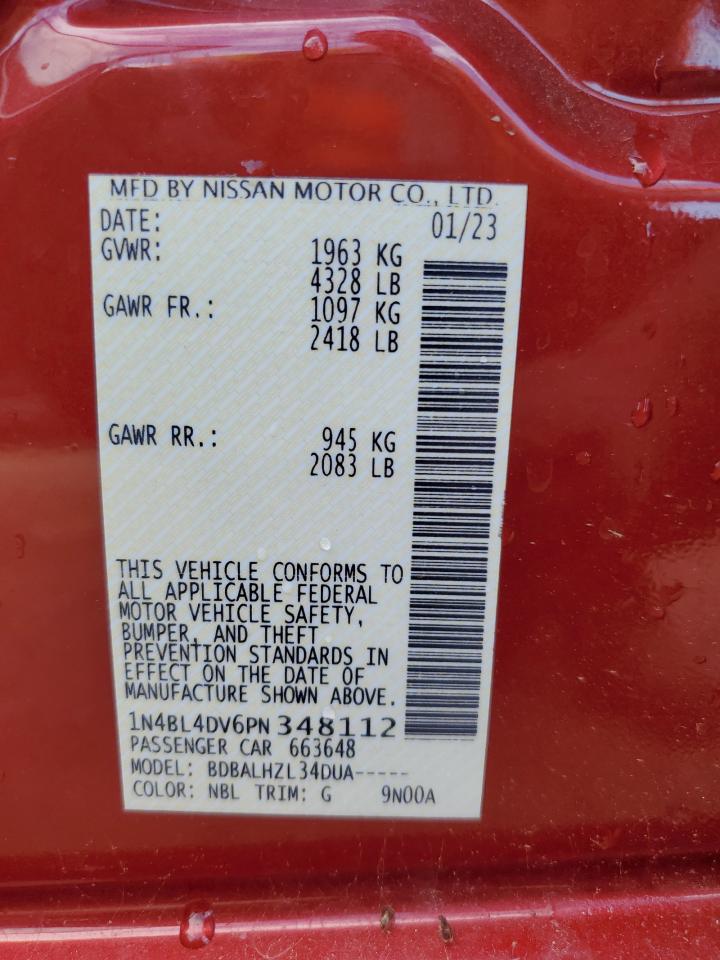 MFD BY NISSAN MOTOR CO., LTD.
DATE: 01/23
GVWR: 1963 KG
4328 LB
GAWR FR.: 1097 KG
2418 LB
GAWR RR.: 945 KG
2083 LB
THIS VEHICLE CONFORMS TO
ALL APPLICABLE FEDERAL
MOTOR VEHICLE SAFETY,
BUMPER, AND THEFT
PREVENTION STANDARDS IN
EFFECT ON THE DATE OF
MANUFACTURE SHOWN ABOVE.
1N4BL4DV6PN 348112
PASSENGER CAR 663648
MODEL: BDBALHZL34DUA-----
COLOR: NBL TRIM: G 9N00A